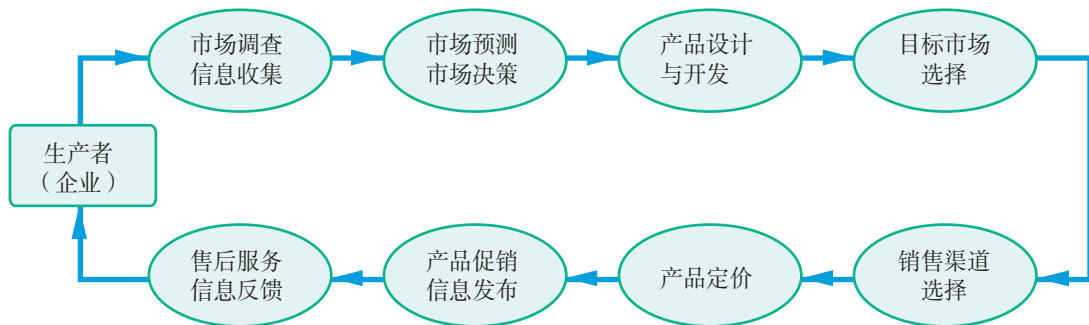 市场调查
信息收集
市场预测
市场决策
产品设计
与开发
目标市场
选择
生产者
（企业）
售后服务
信息反馈
产品促销
信息发布
产品定价
销售渠道
选择